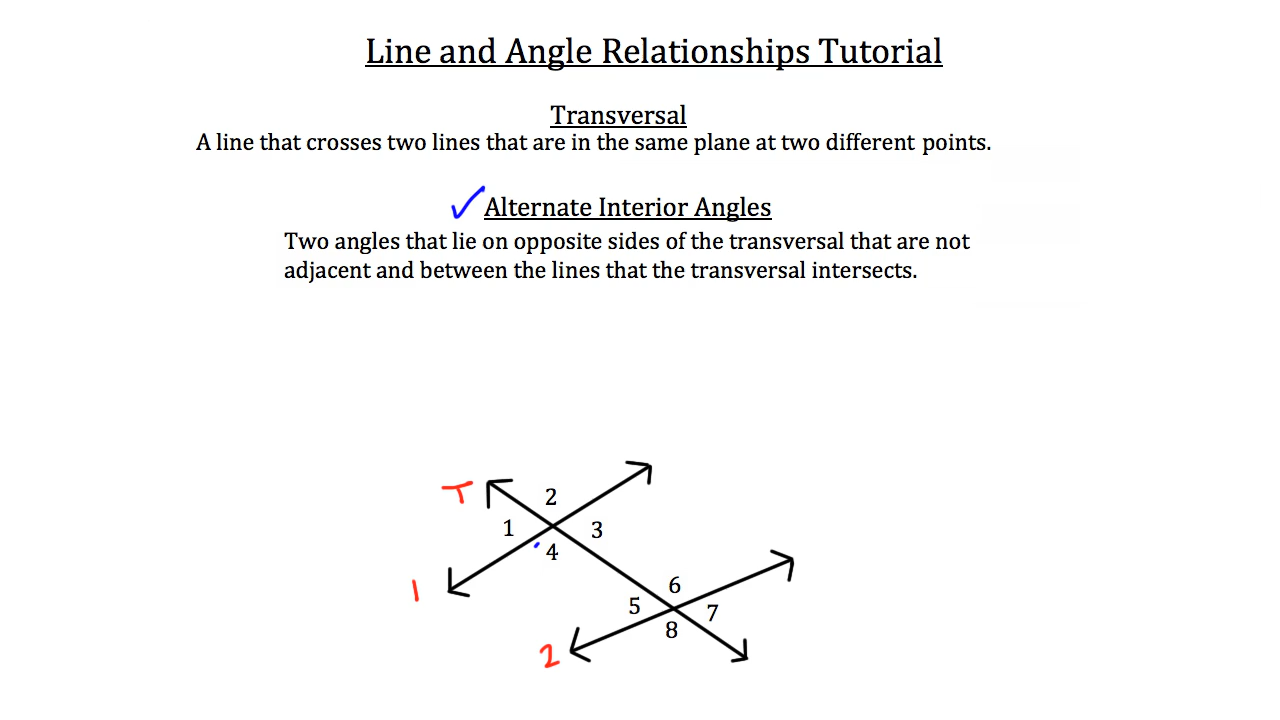 Line and Angle Relationships Tutorial
Transversal
A line that crosses two lines that are in the same plane at two different points.
Alternate Interior Angles
Two angles that lie on opposite sides of the transversal that are not
adjacent and between the lines that the transversal intersects.
T
2
1
3
4
1
6
5
7
8
2